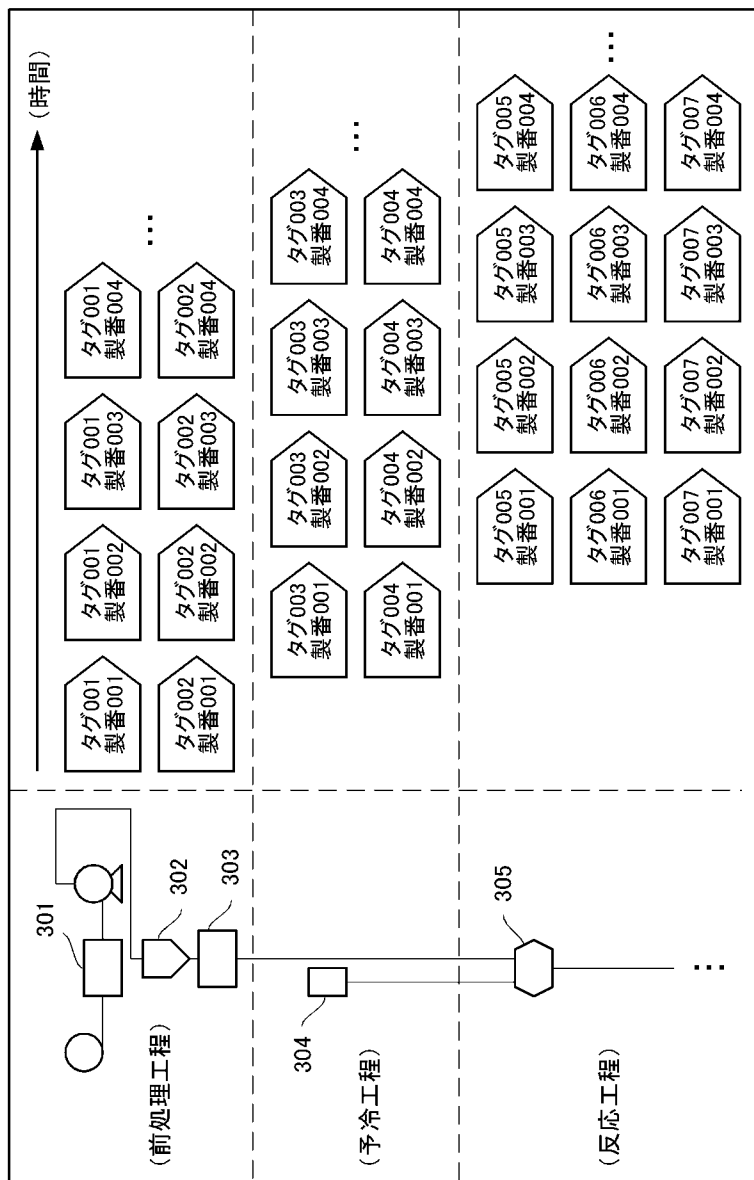 (時間)
タグ001
製番001
タグ001
製番002
タグ001
製番003
タグ001
製番004
…
タグ002
製番001
タグ002
製番002
タグ002
製番003
タグ002
製番004
301
302
303
(前処理工程)
タグ003
製番001
タグ003
製番002
タグ003
製番003
タグ003
製番004
…
タグ004
製番001
タグ004
製番002
タグ004
製番003
タグ004
製番004
304
(予冷工程)
タグ005
製番001
タグ005
製番002
タグ005
製番003
タグ005
製番004
…
タグ006
製番001
タグ006
製番002
タグ006
製番003
タグ006
製番004
タグ007
製番001
タグ007
製番002
タグ007
製番003
タグ007
製番004
305
(反応工程)
…